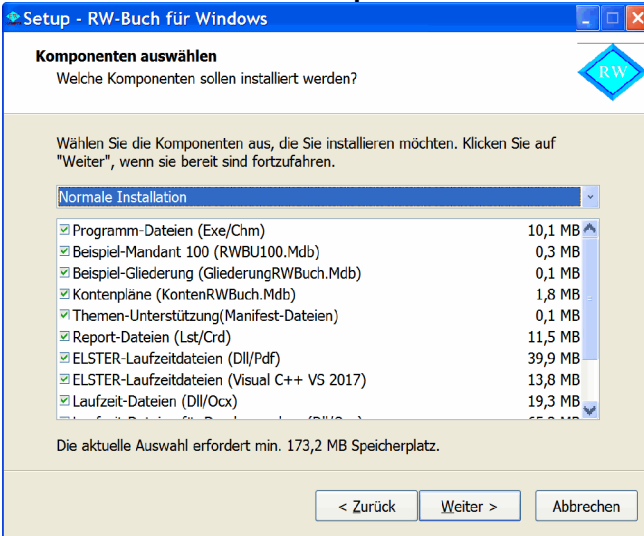 Setup - RW-Buch für Windows
Komponenten auswählen
Welche Komponenten sollen installiert werden?
RW
Wählen Sie die Komponenten aus, die Sie installieren möchten. Klicken Sie auf
"Weiter", wenn sie bereit sind fortzufahren.
Normale Installation
Programm-Dateien (Exe/Chm) 10,1 MB
Beispiel-Mandant 100 (RWBU100.Mdb) 0,3 MB
Beispiel-Gliederung (GliederungRWBuch.Mdb) 0,1 MB
Kontenpläne (KontenRWBuch.Mdb) 1,8 MB
Themen-Unterstützung(Manifest-Dateien) 0,1 MB
Report-Dateien (Lst/Crd) 11,5 MB
ELSTER-Laufzeitdateien (Dll/Pdf) 39,9 MB
ELSTER-Laufzeitdateien (Visual C++ VS 2017) 13,8 MB
Laufzeit-Dateien (Dll/Ocx) 19,3 MB
Die aktuelle Auswahl erfordert min. 173,2 MB Speicherplatz.
< Zurück Weiter > Abbrechen